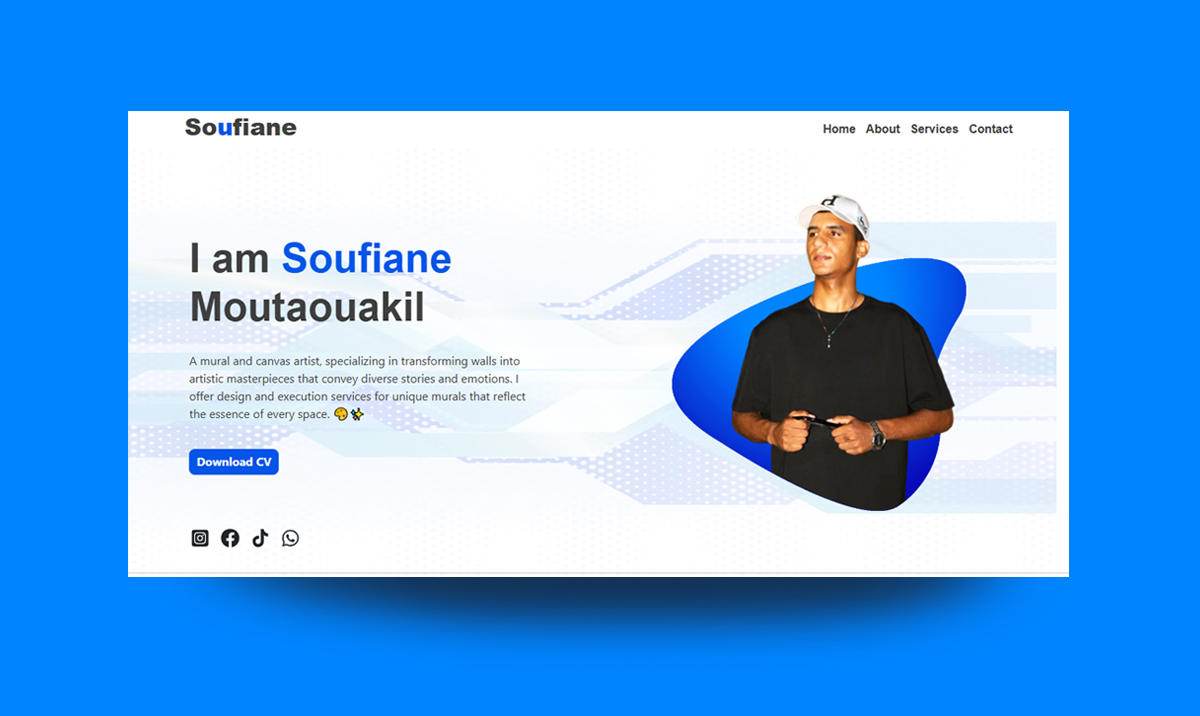 Soufiane
Home About Services Contact
I am Soufiane
Moutaouakil
A mural and canvas artist, specializing in transforming walls into
artistic masterpieces that convey diverse stories and emotions. I
offer design and execution services for unique murals that reflect
the essence of every space. 🎨✨
Download CV